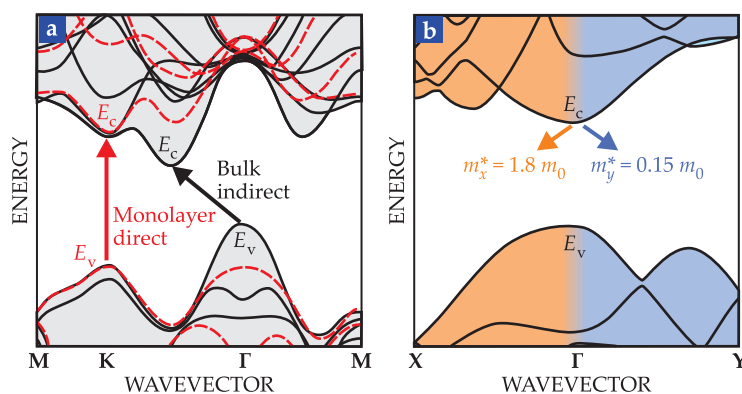 a
ENERGY
E_c
E_c
Bulk
indirect
Monolayer
direct
E_v
E_v
M K Γ M
WAVEVECTOR
b
ENERGY
E_c
m*_x = 1.8 m_0
m*_y = 0.15 m_0
E_v
X Γ Y
WAVEVECTOR